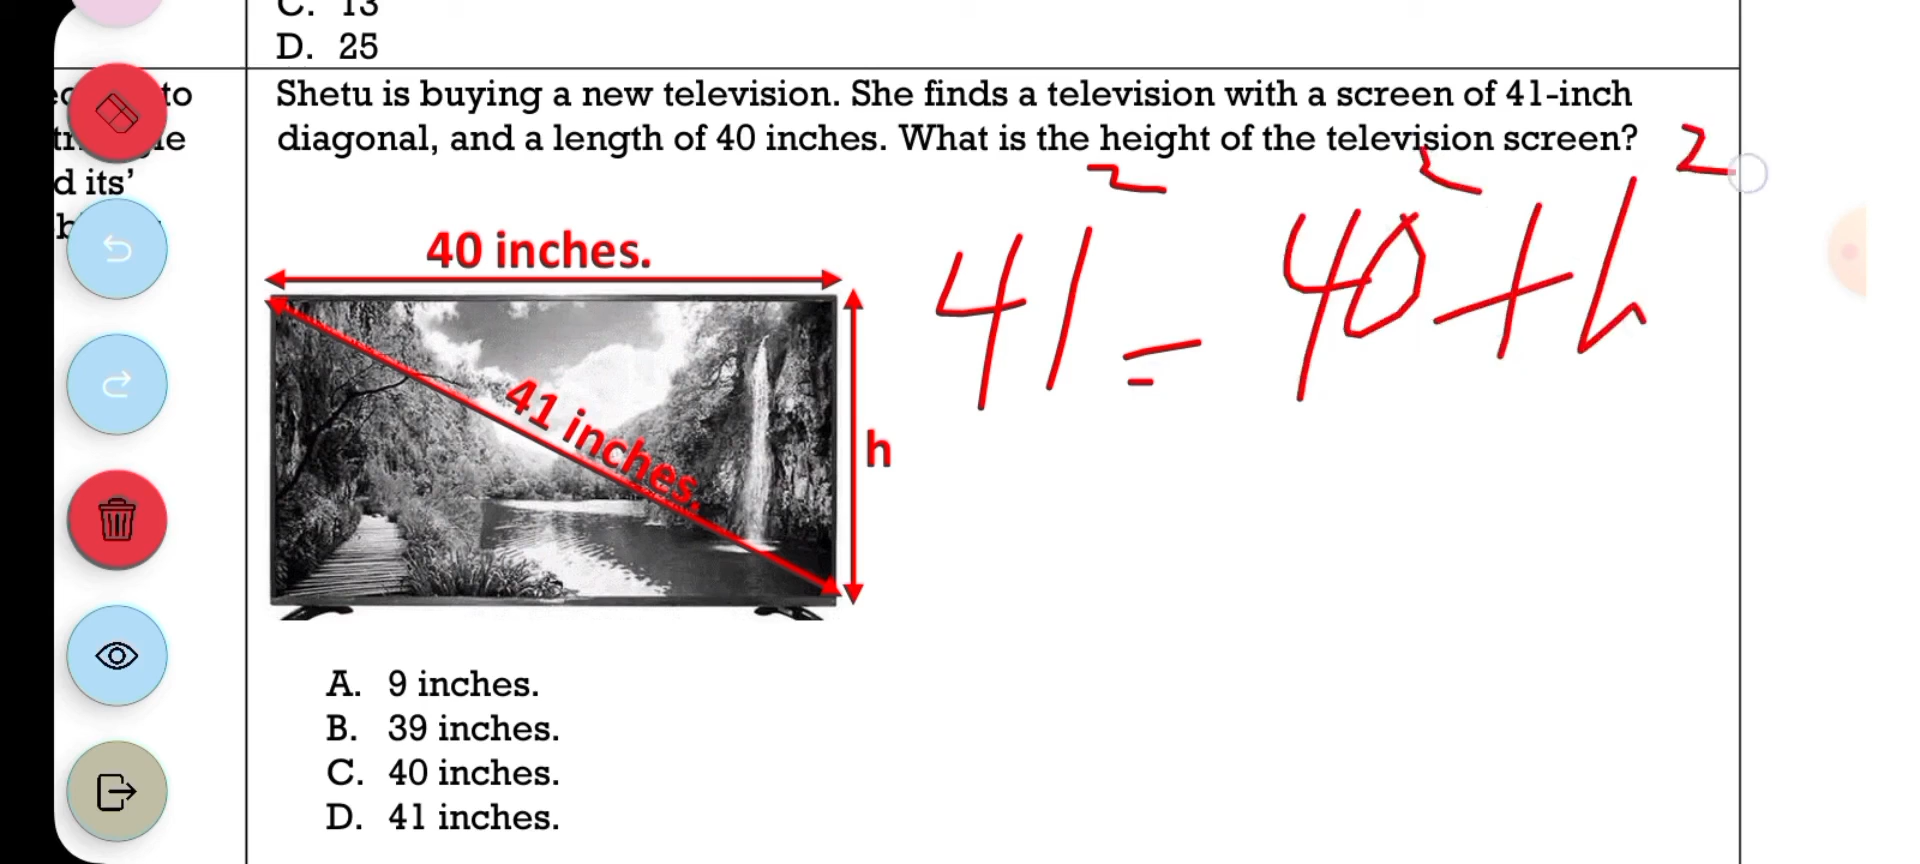 C. 13
D. 25
to
Shetu is buying a new television. She finds a television with a screen of 41-inch
diagonal, and a length of 40 inches. What is the height of the television screen?
d its’
41² = 40² + h²
40 inches.
41 inches.
h
A. 9 inches.
B. 39 inches.
C. 40 inches.
D. 41 inches.